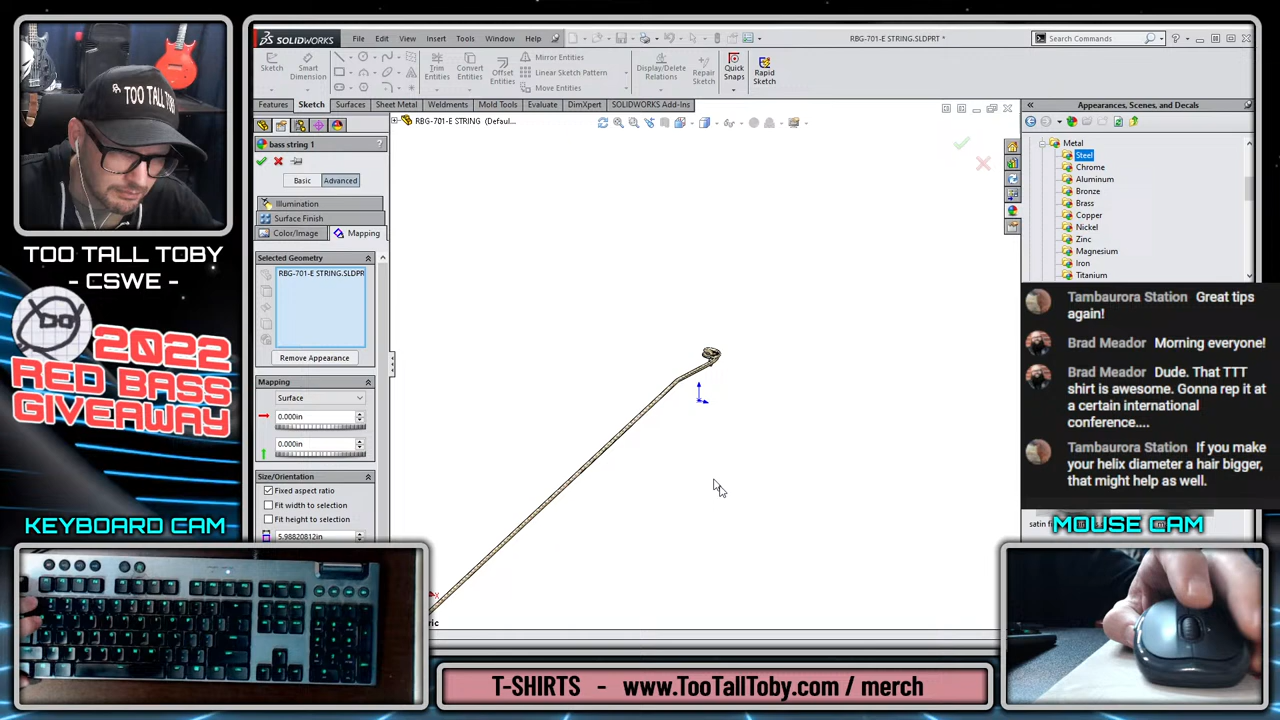 TOO TALL TOBY
TOO TALL TOBY
- CSWE -
2022
RED BASS
GIVEAWAY
KEYBOARD CAM
SOLIDWORKS
File Edit View Insert Tools Window Help
RBG-701-E STRING.SLDPRT *
Search Commands
Sketch
Smart Dimension
Trim Entities
Convert Entities
Offset Entities
Mirror Entities
Linear Sketch Pattern
Move Entities
Display/Delete Relations
Repair Sketch
Quick Snaps
Rapid Sketch
Features Sketch Surfaces Sheet Metal Weldments Mold Tools Evaluate DimXpert SOLIDWORKS Add-Ins
RBG-701-E STRING (Defaul...
bass string 1
?
Basic Advanced
Illumination
Surface Finish
Color/Image Mapping
Selected Geometry
RBG-701-E STRING.SLDPR
Remove Appearance
Mapping
Surface
0.000in
0.000in
Size/Orientation
Fixed aspect ratio
Fit width to selection
Fit height to selection
5.98820812in
X
ric
Appearances, Scenes, and Decals
Metal
Steel
Chrome
Aluminum
Bronze
Brass
Copper
Nickel
Zinc
Magnesium
Iron
Titanium
Tambaurora Station Great tips
again!
Brad Meador Morning everyone!
Brad Meador Dude. That TTT
shirt is awesome. Gonna rep it at
a certain international
conference....
Tambaurora Station If you make
your helix diameter a hair bigger,
that might help as well.
MOUSE CAM
T-SHIRTS - www.TooTallToby.com / merch